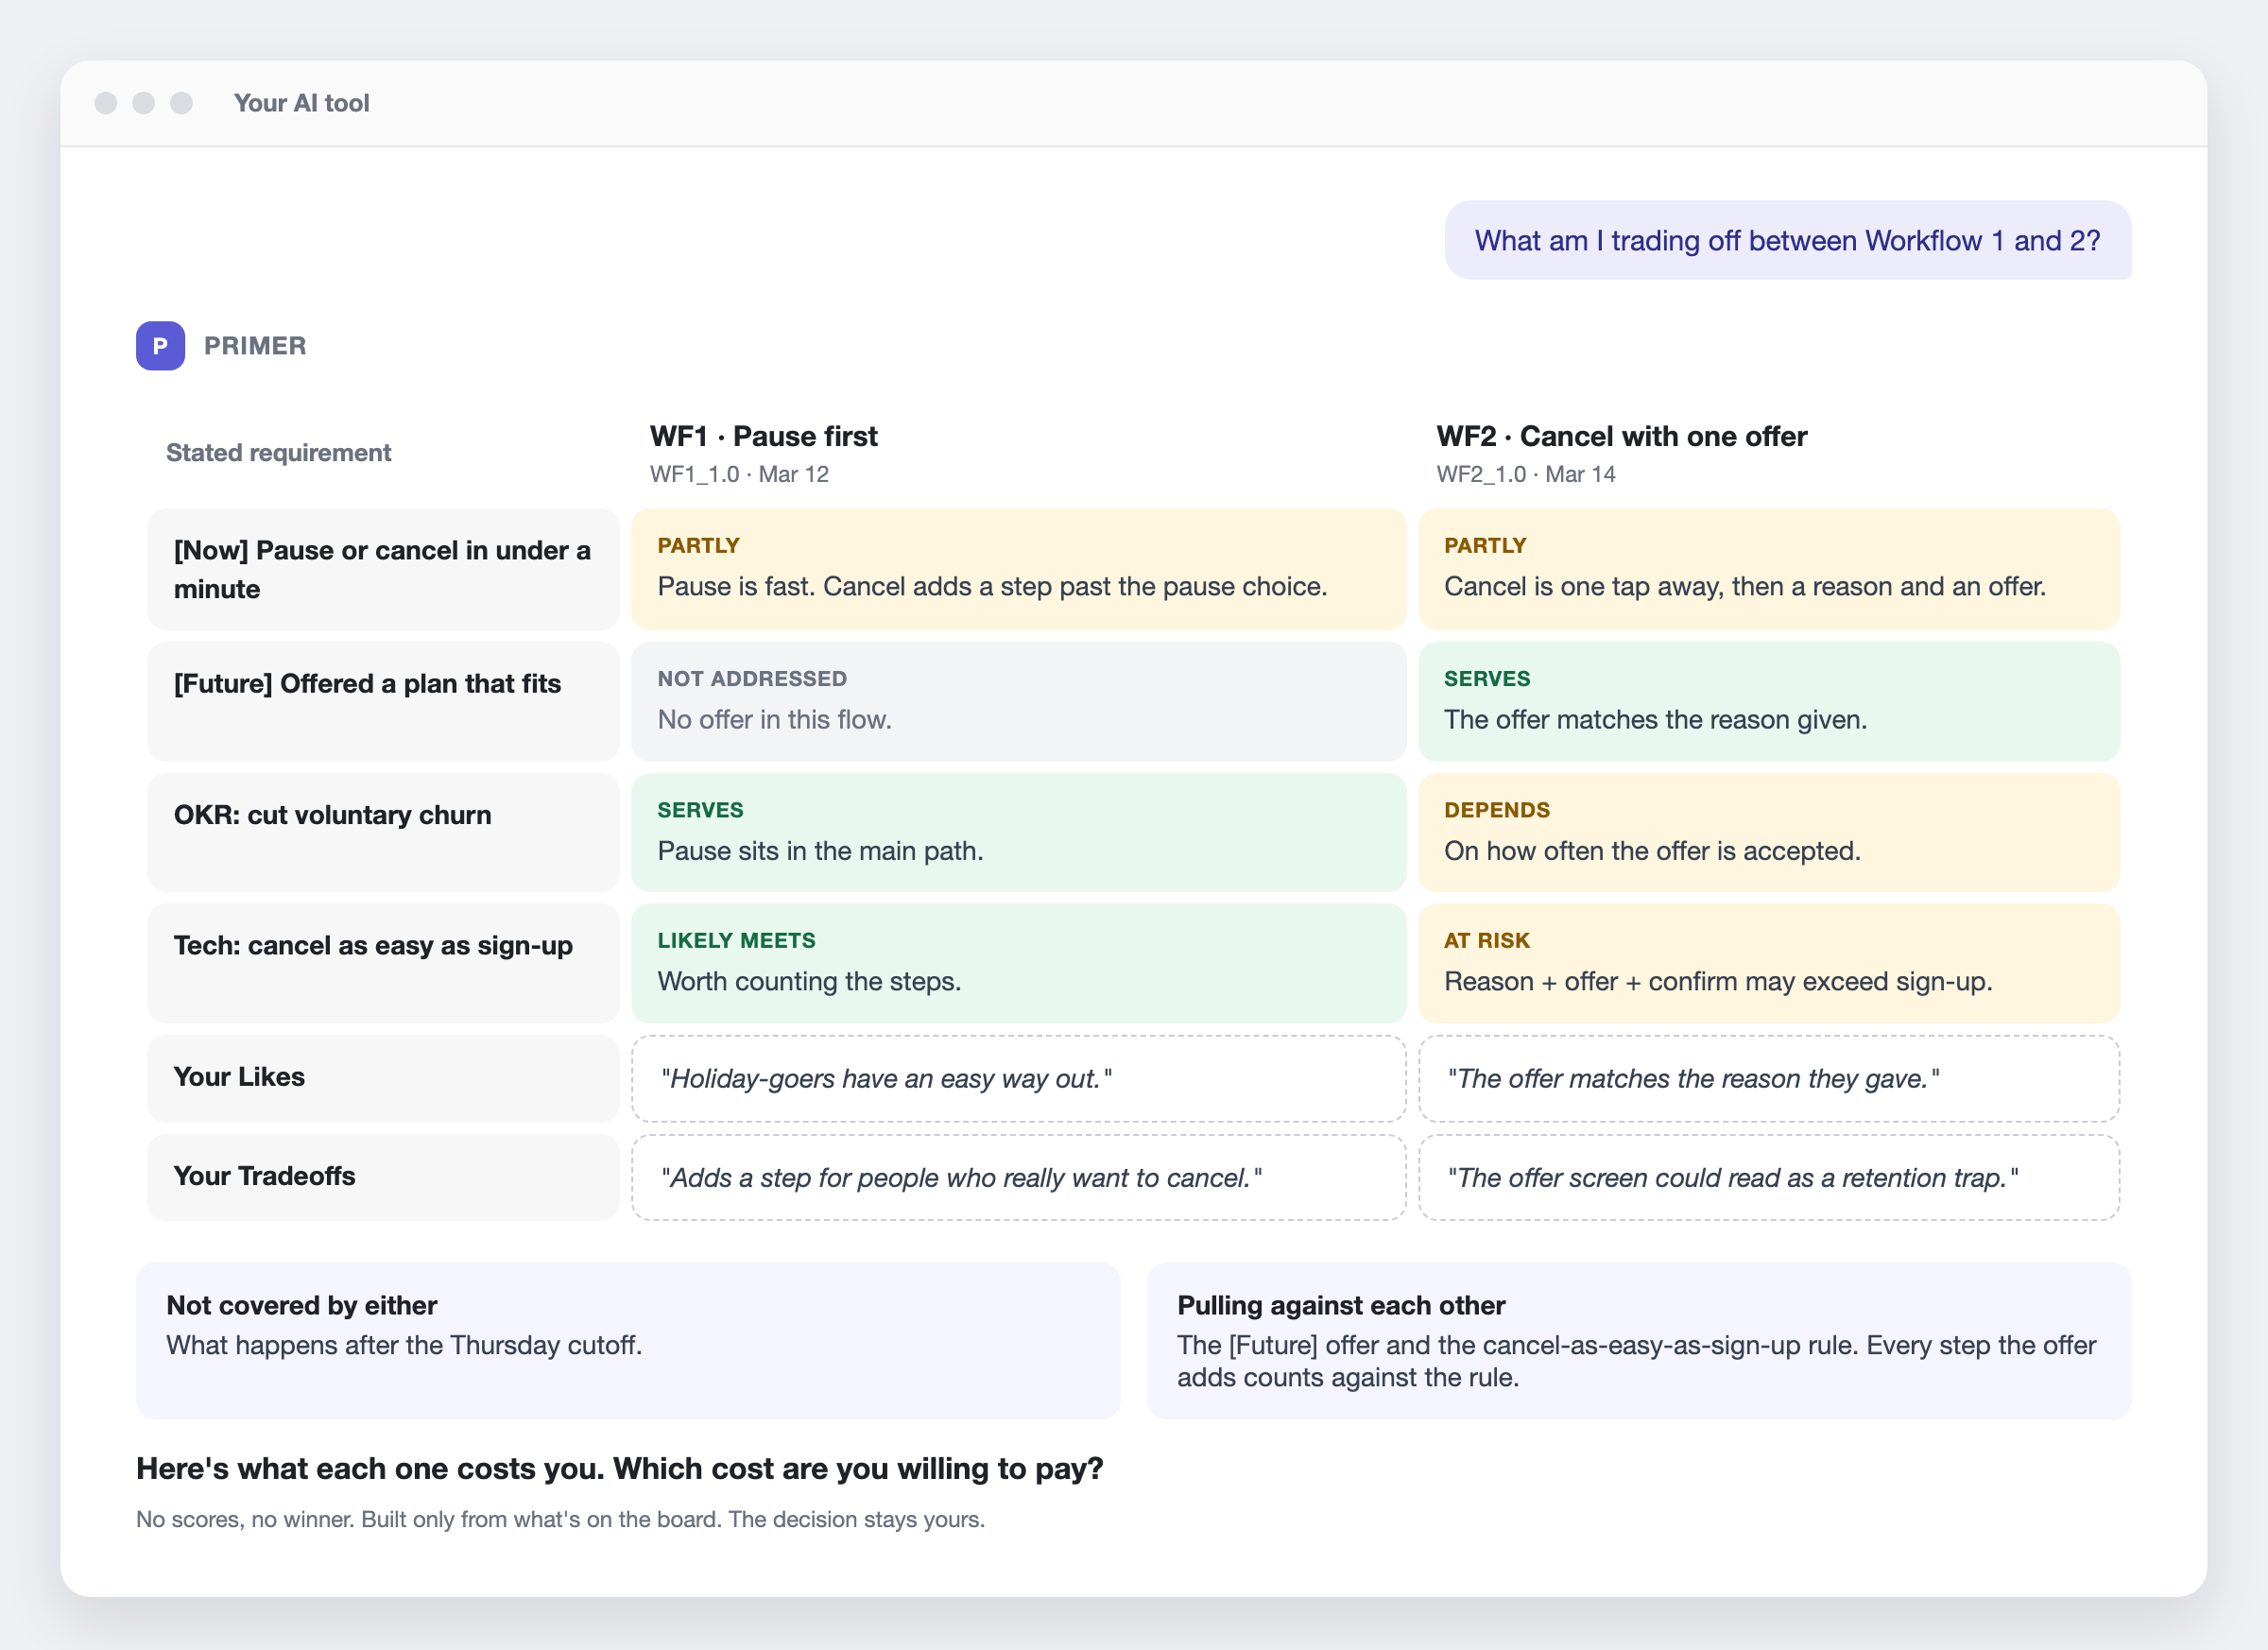 Your AI tool
What am I trading off between Workflow 1 and 2?
P PRIMER
Stated requirement
WF1 · Pause first
WF1_1.0 · Mar 12
WF2 · Cancel with one offer
WF2_1.0 · Mar 14
[Now] Pause or cancel in under a
minute
PARTLY
Pause is fast. Cancel adds a step past the pause choice.
PARTLY
Cancel is one tap away, then a reason and an offer.
[Future] Offered a plan that fits
NOT ADDRESSED
No offer in this flow.
SERVES
The offer matches the reason given.
OKR: cut voluntary churn
SERVES
Pause sits in the main path.
DEPENDS
On how often the offer is accepted.
Tech: cancel as easy as sign-up
LIKELY MEETS
Worth counting the steps.
AT RISK
Reason + offer + confirm may exceed sign-up.
Your Likes
"Holiday-goers have an easy way out."
"The offer matches the reason they gave."
Your Tradeoffs
"Adds a step for people who really want to cancel."
"The offer screen could read as a retention trap."
Not covered by either
What happens after the Thursday cutoff.
Pulling against each other
The [Future] offer and the cancel-as-easy-as-sign-up rule. Every step the offer
adds counts against the rule.
Here's what each one costs you. Which cost are you willing to pay?
No scores, no winner. Built only from what's on the board. The decision stays yours.